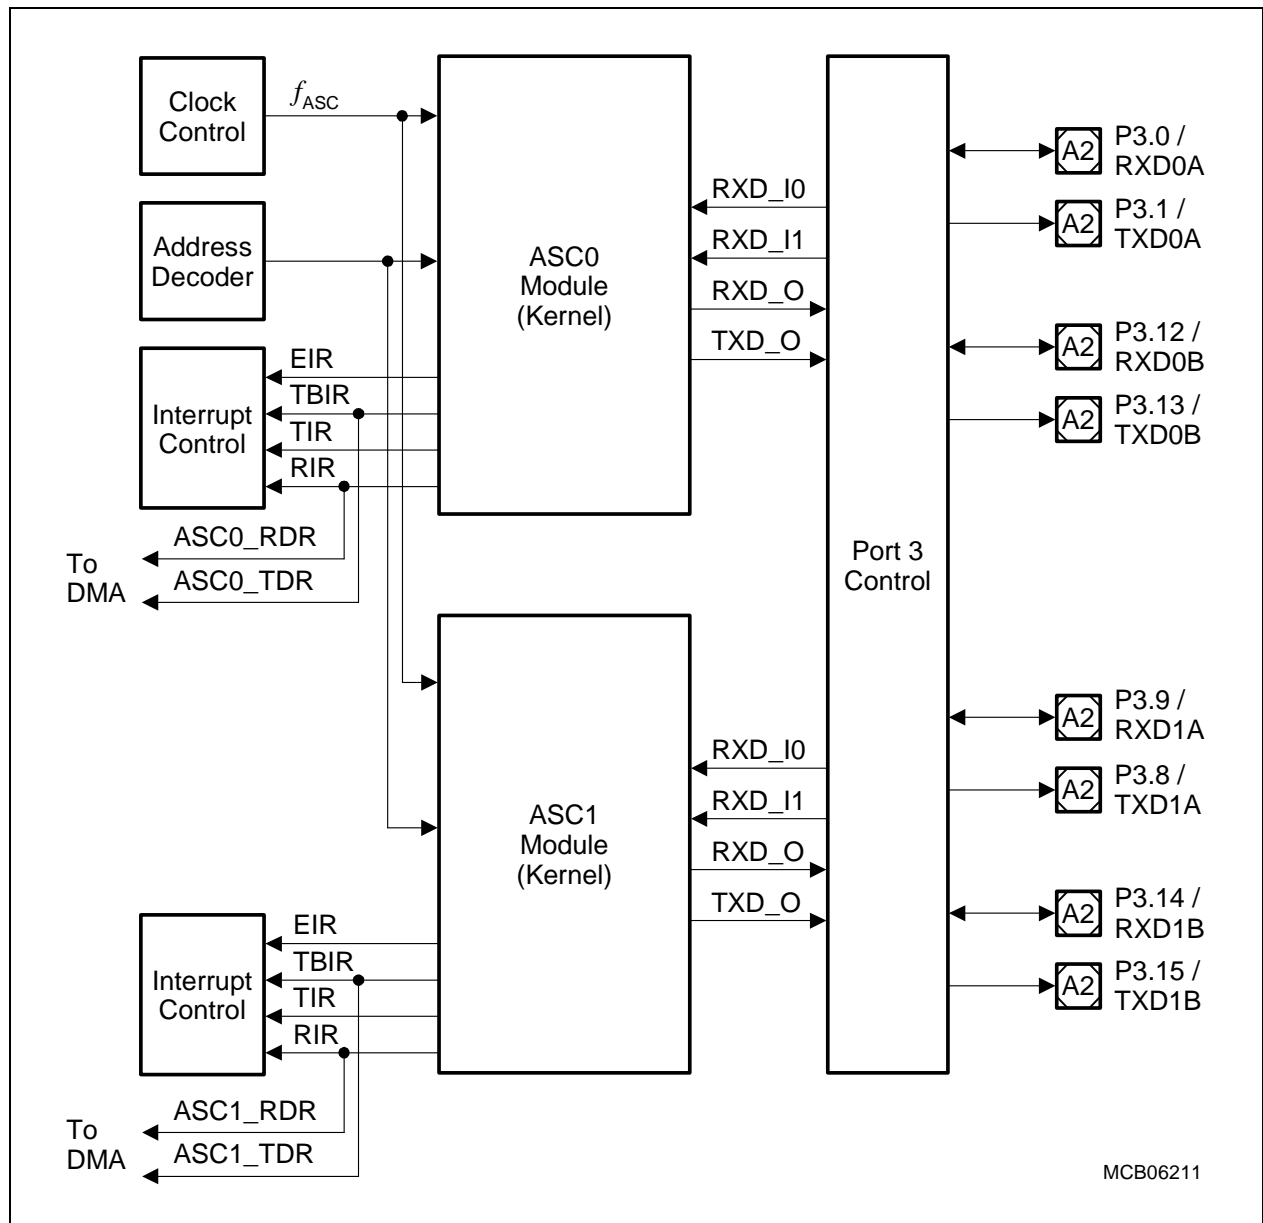 Clock
Control
fASC
Address
Decoder
Interrupt
Control
EIR
TBIR
TIR
RIR
To
DMA
ASC0_RDR
ASC0_TDR
ASC0
Module
(Kernel)
RXD_I0
RXD_I1
RXD_O
TXD_O
Port 3
Control
A2
P3.0 /
RXD0A
A2
P3.1 /
TXD0A
A2
P3.12 /
RXD0B
A2
P3.13 /
TXD0B
ASC1
Module
(Kernel)
RXD_I0
RXD_I1
RXD_O
TXD_O
A2
P3.9 /
RXD1A
A2
P3.8 /
TXD1A
A2
P3.14 /
RXD1B
A2
P3.15 /
TXD1B
Interrupt
Control
EIR
TBIR
TIR
RIR
To
DMA
ASC1_RDR
ASC1_TDR
MCB06211